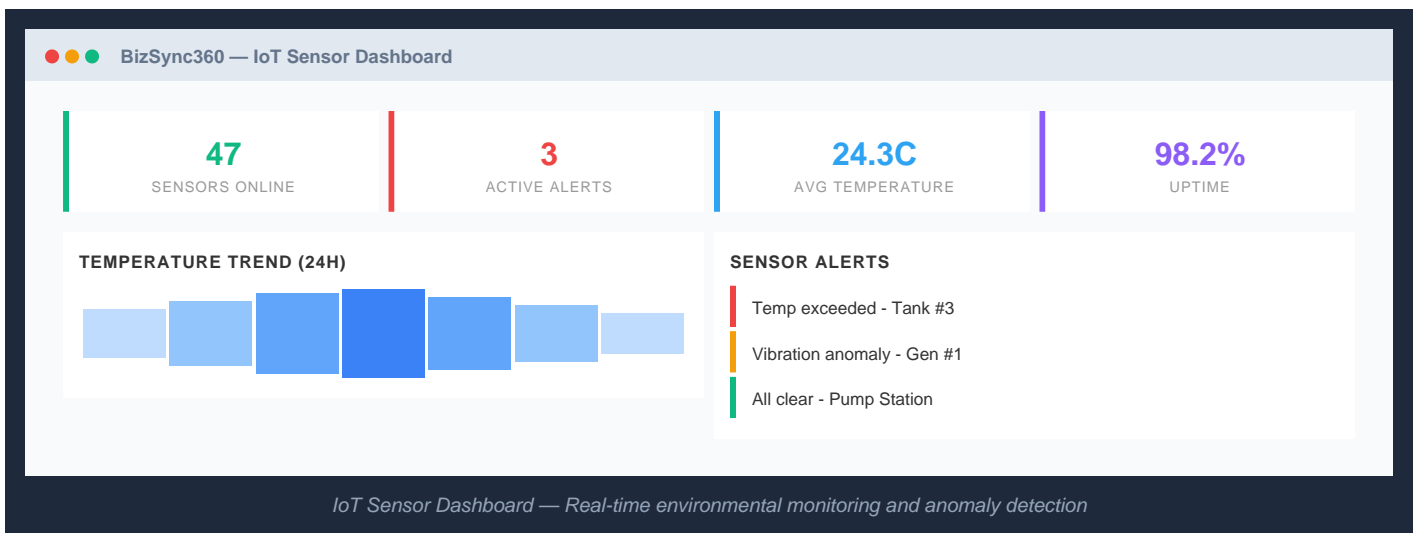 BizSync360 — IoT Sensor Dashboard
47
SENSORS ONLINE
3
ACTIVE ALERTS
24.3C
AVG TEMPERATURE
98.2%
UPTIME
TEMPERATURE TREND (24H)
SENSOR ALERTS
Temp exceeded - Tank #3
Vibration anomaly - Gen #1
All clear - Pump Station
IoT Sensor Dashboard — Real-time environmental monitoring and anomaly detection